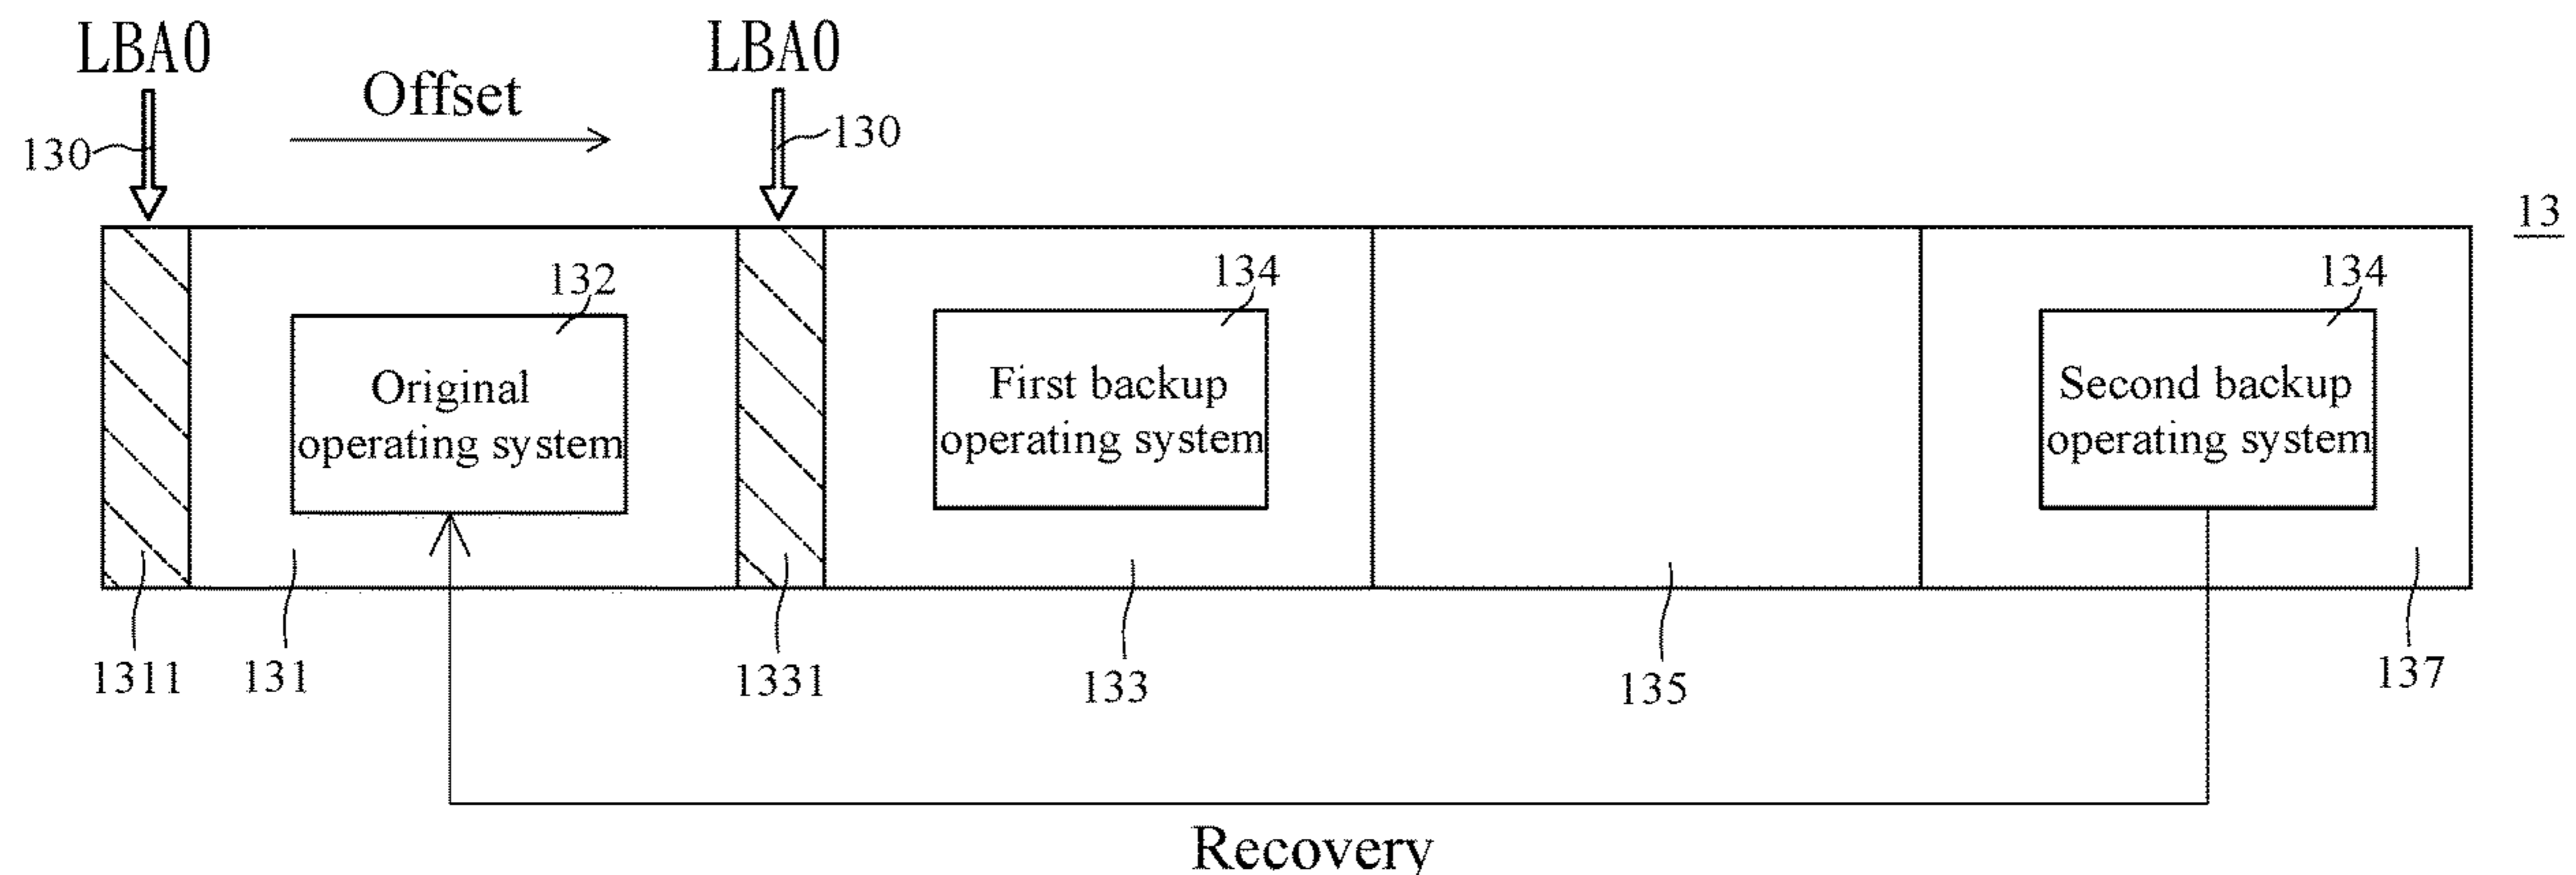 LBA0
LBA0
Offset
130
130
13
132
134
134
Original
operating system
First backup
operating system
Second backup
operating system
1311
131
1331
133
135
137
Recovery